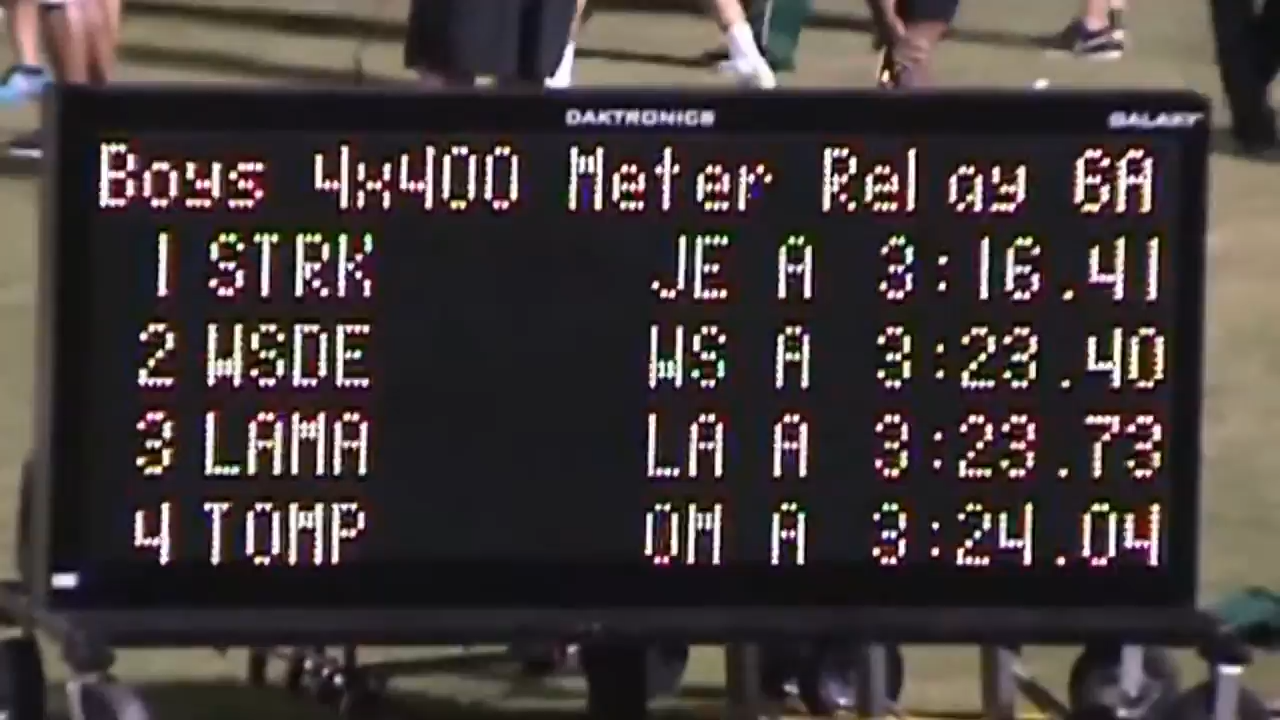 DAKTRONICS GALAXY
Boys 4x400 Meter Relay 6A
1 STRK JE A 3:16.41
2 WSDE WS A 3:23.40
3 LAMA LA A 3:23.73
4 TOMP OM A 3:24.04